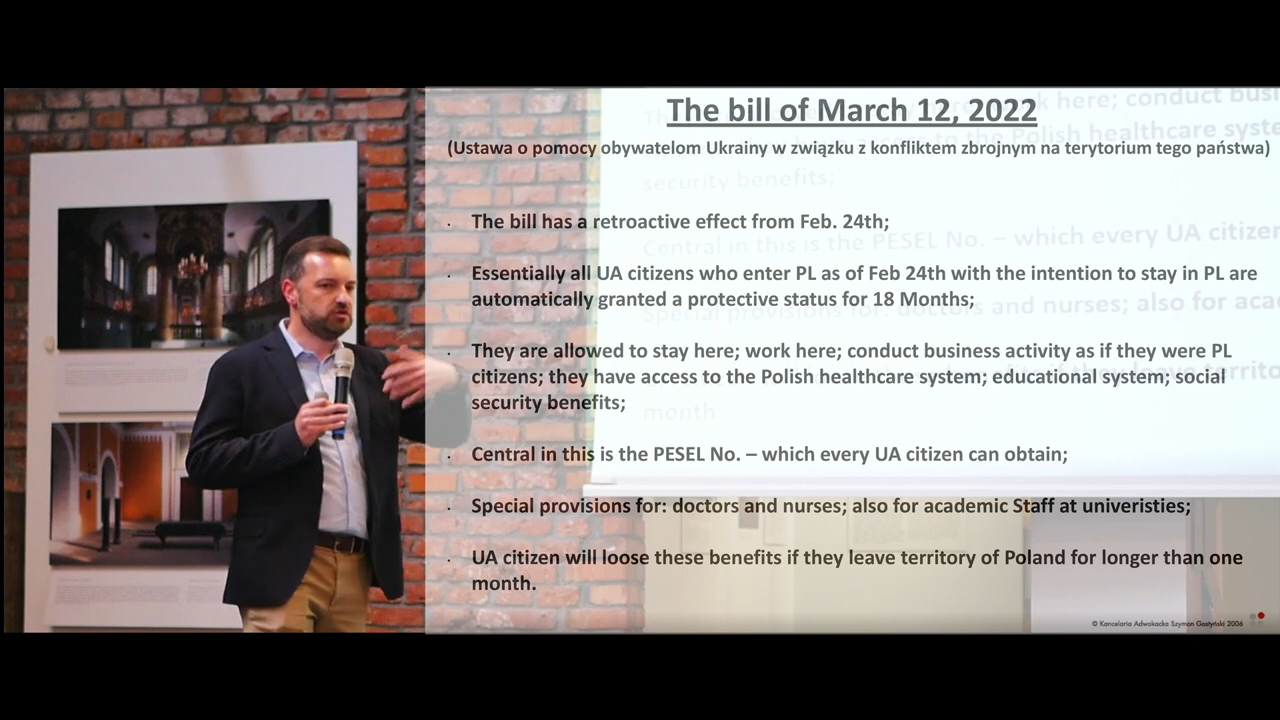 The bill of March 12, 2022
(Ustawa o pomocy obywatelom Ukrainy w związku z konfliktem zbrojnym na terytorium tego państwa)
· The bill has a retroactive effect from Feb. 24th;
· Essentially all UA citizens who enter PL as of Feb 24th with the intention to stay in PL are
automatically granted a protective status for 18 Months;
· They are allowed to stay here; work here; conduct business activity as if they were PL
citizens; they have access to the Polish healthcare system; educational system; social
security benefits;
· Central in this is the PESEL No. – which every UA citizen can obtain;
· Special provisions for: doctors and nurses; also for academic Staff at univeristies;
· UA citizen will loose these benefits if they leave territory of Poland for longer than one
month.
© Kancelaria Adwokacka Szymon Gostyński 2006